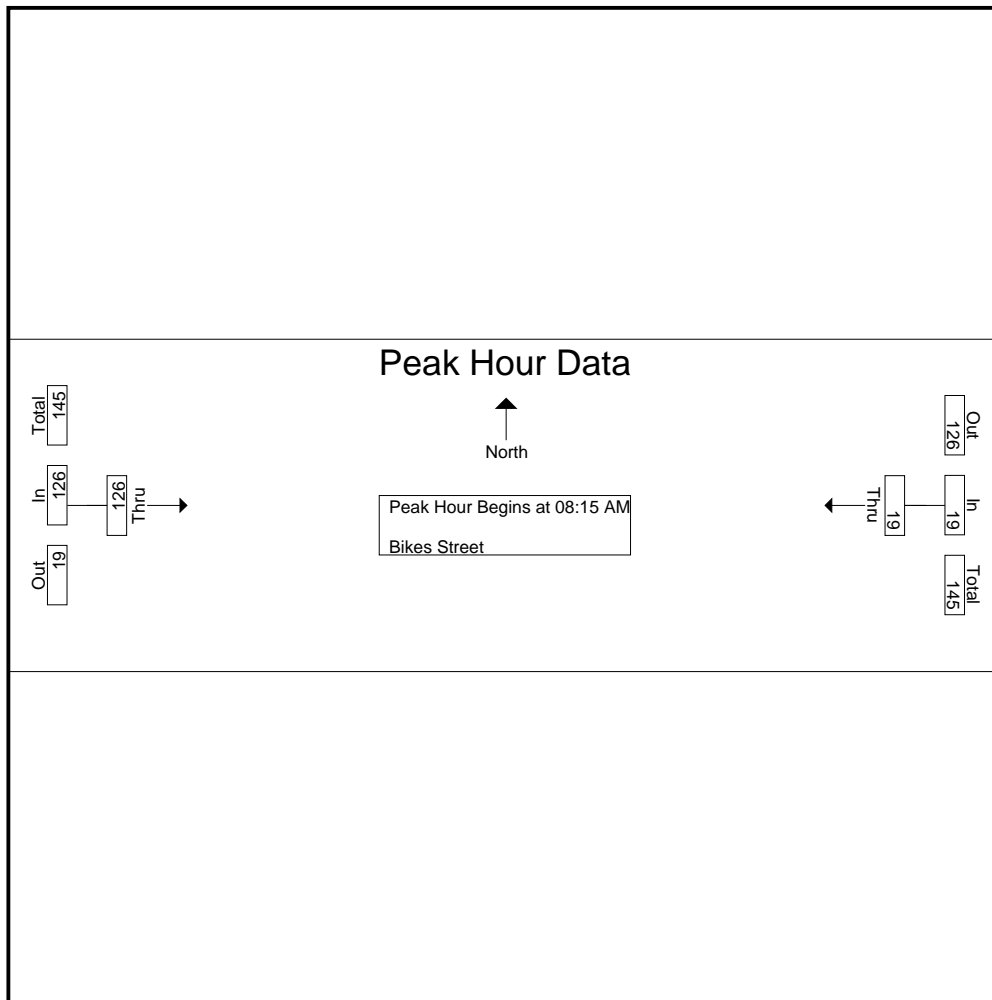 Peak Hour Data
North
Peak Hour Begins at 08:15 AM
Bikes Street
Total
145
In
126
Out
19
126
Thru
Out
126
In
19
Total
145
19
Thru